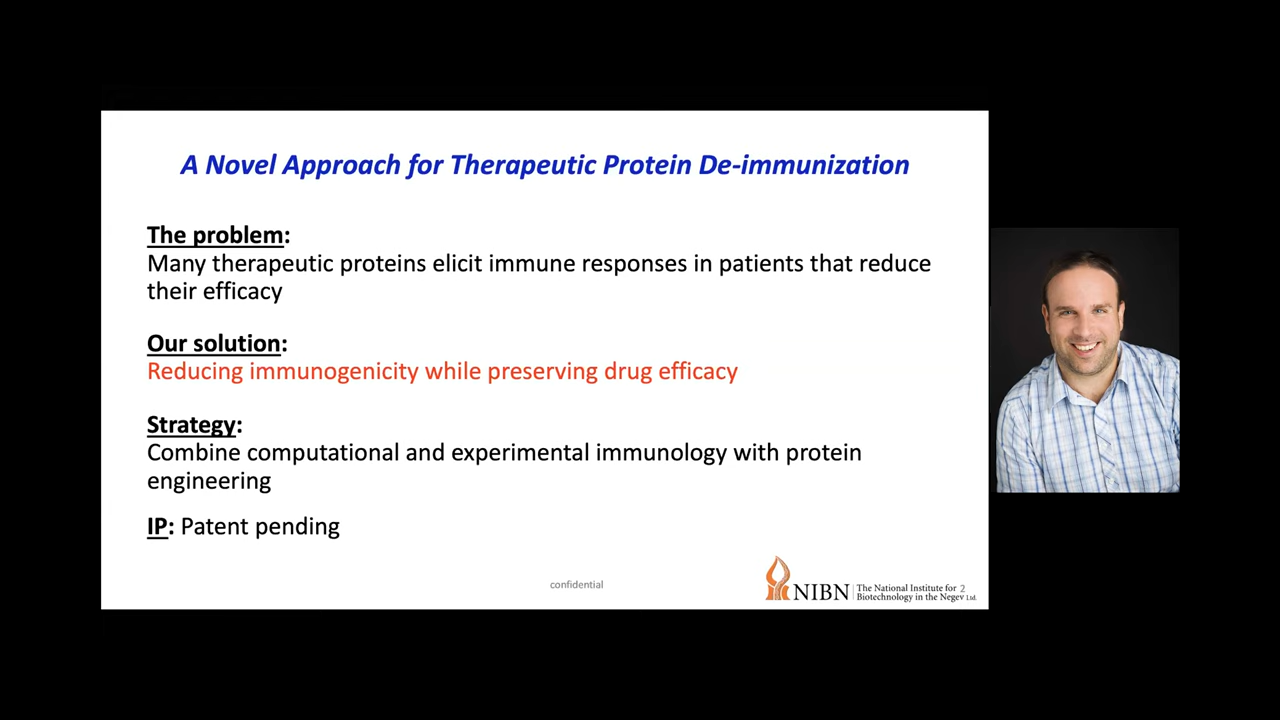 A Novel Approach for Therapeutic Protein De-immunization
The problem:
Many therapeutic proteins elicit immune responses in patients that reduce
their efficacy
Our solution:
Reducing immunogenicity while preserving drug efficacy
Strategy:
Combine computational and experimental immunology with protein
engineering
IP: Patent pending
confidential
NIBN
The National Institute for
Biotechnology in the Negev Ltd.
2